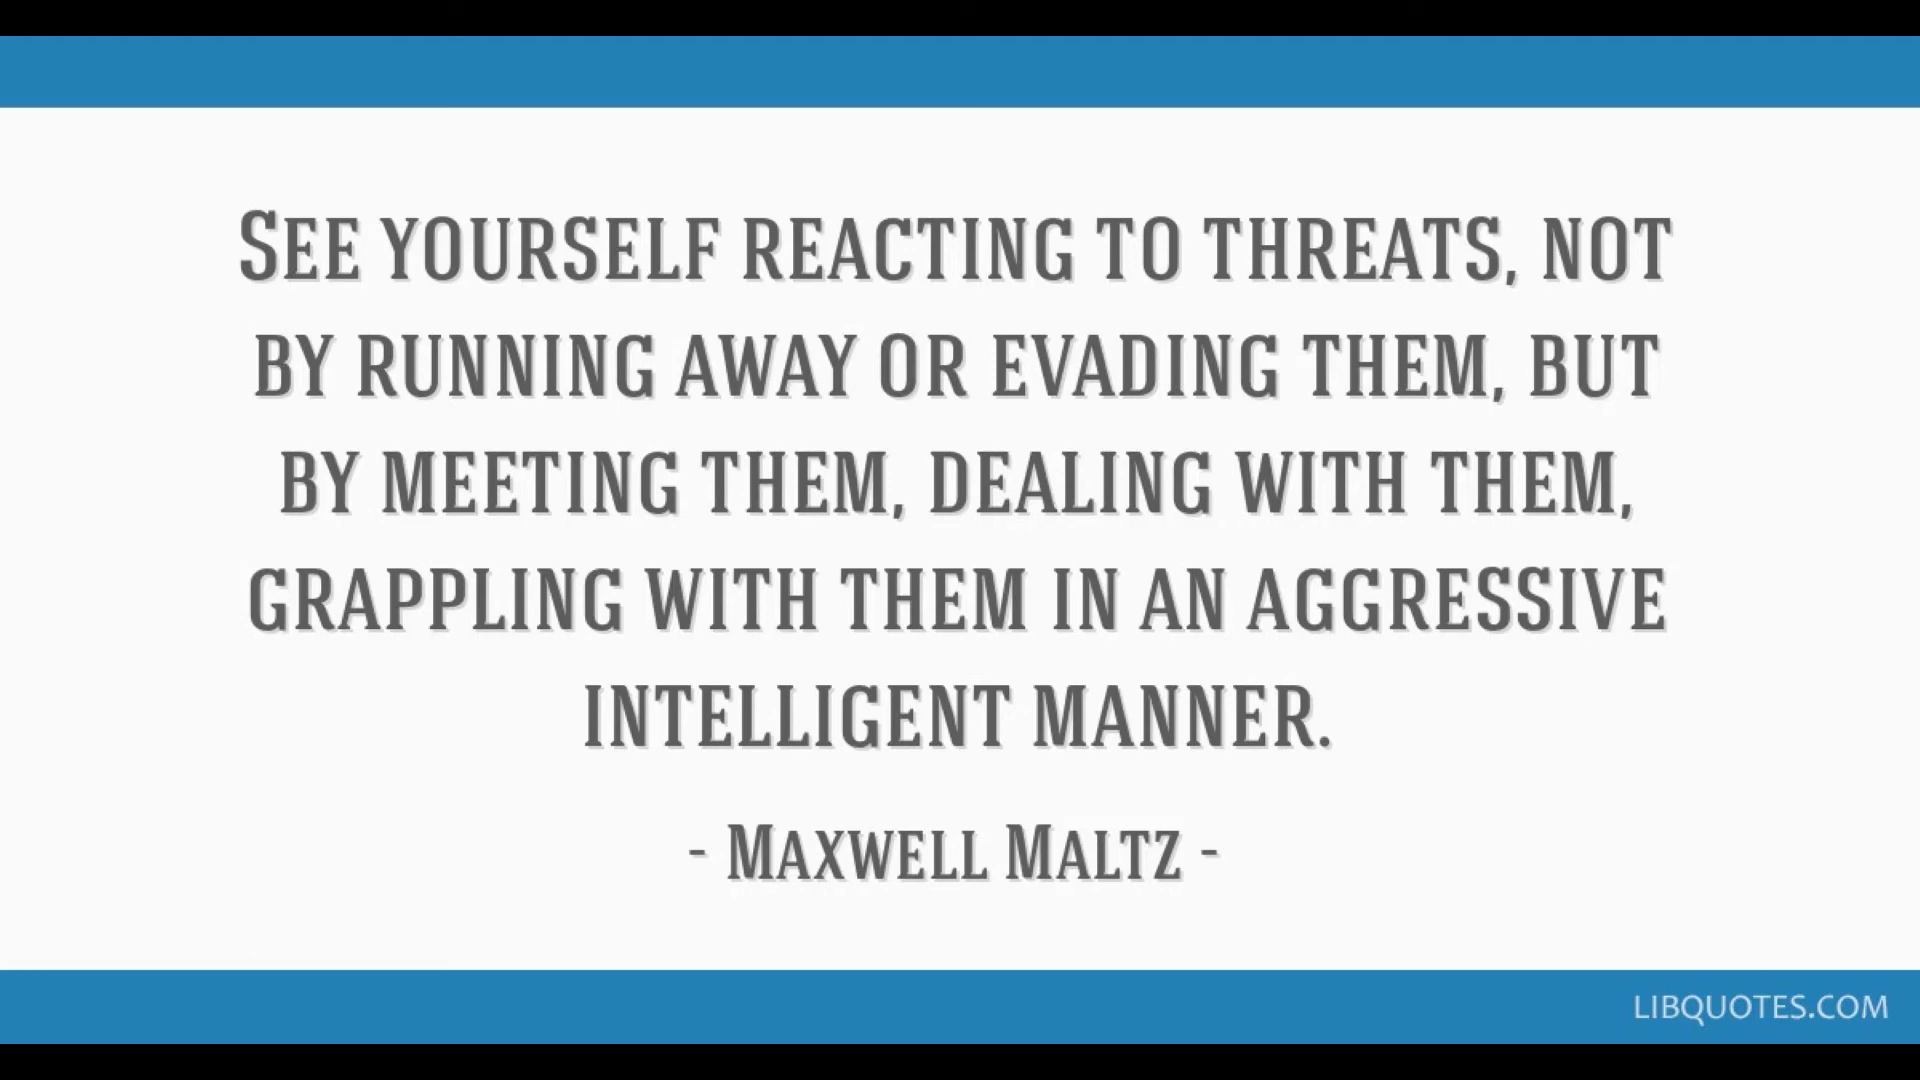 See yourself reacting to threats, not
by running away or evading them, but
by meeting them, dealing with them,
grappling with them in an aggressive
intelligent manner.
- Maxwell Maltz -
LIBQUOTES.COM